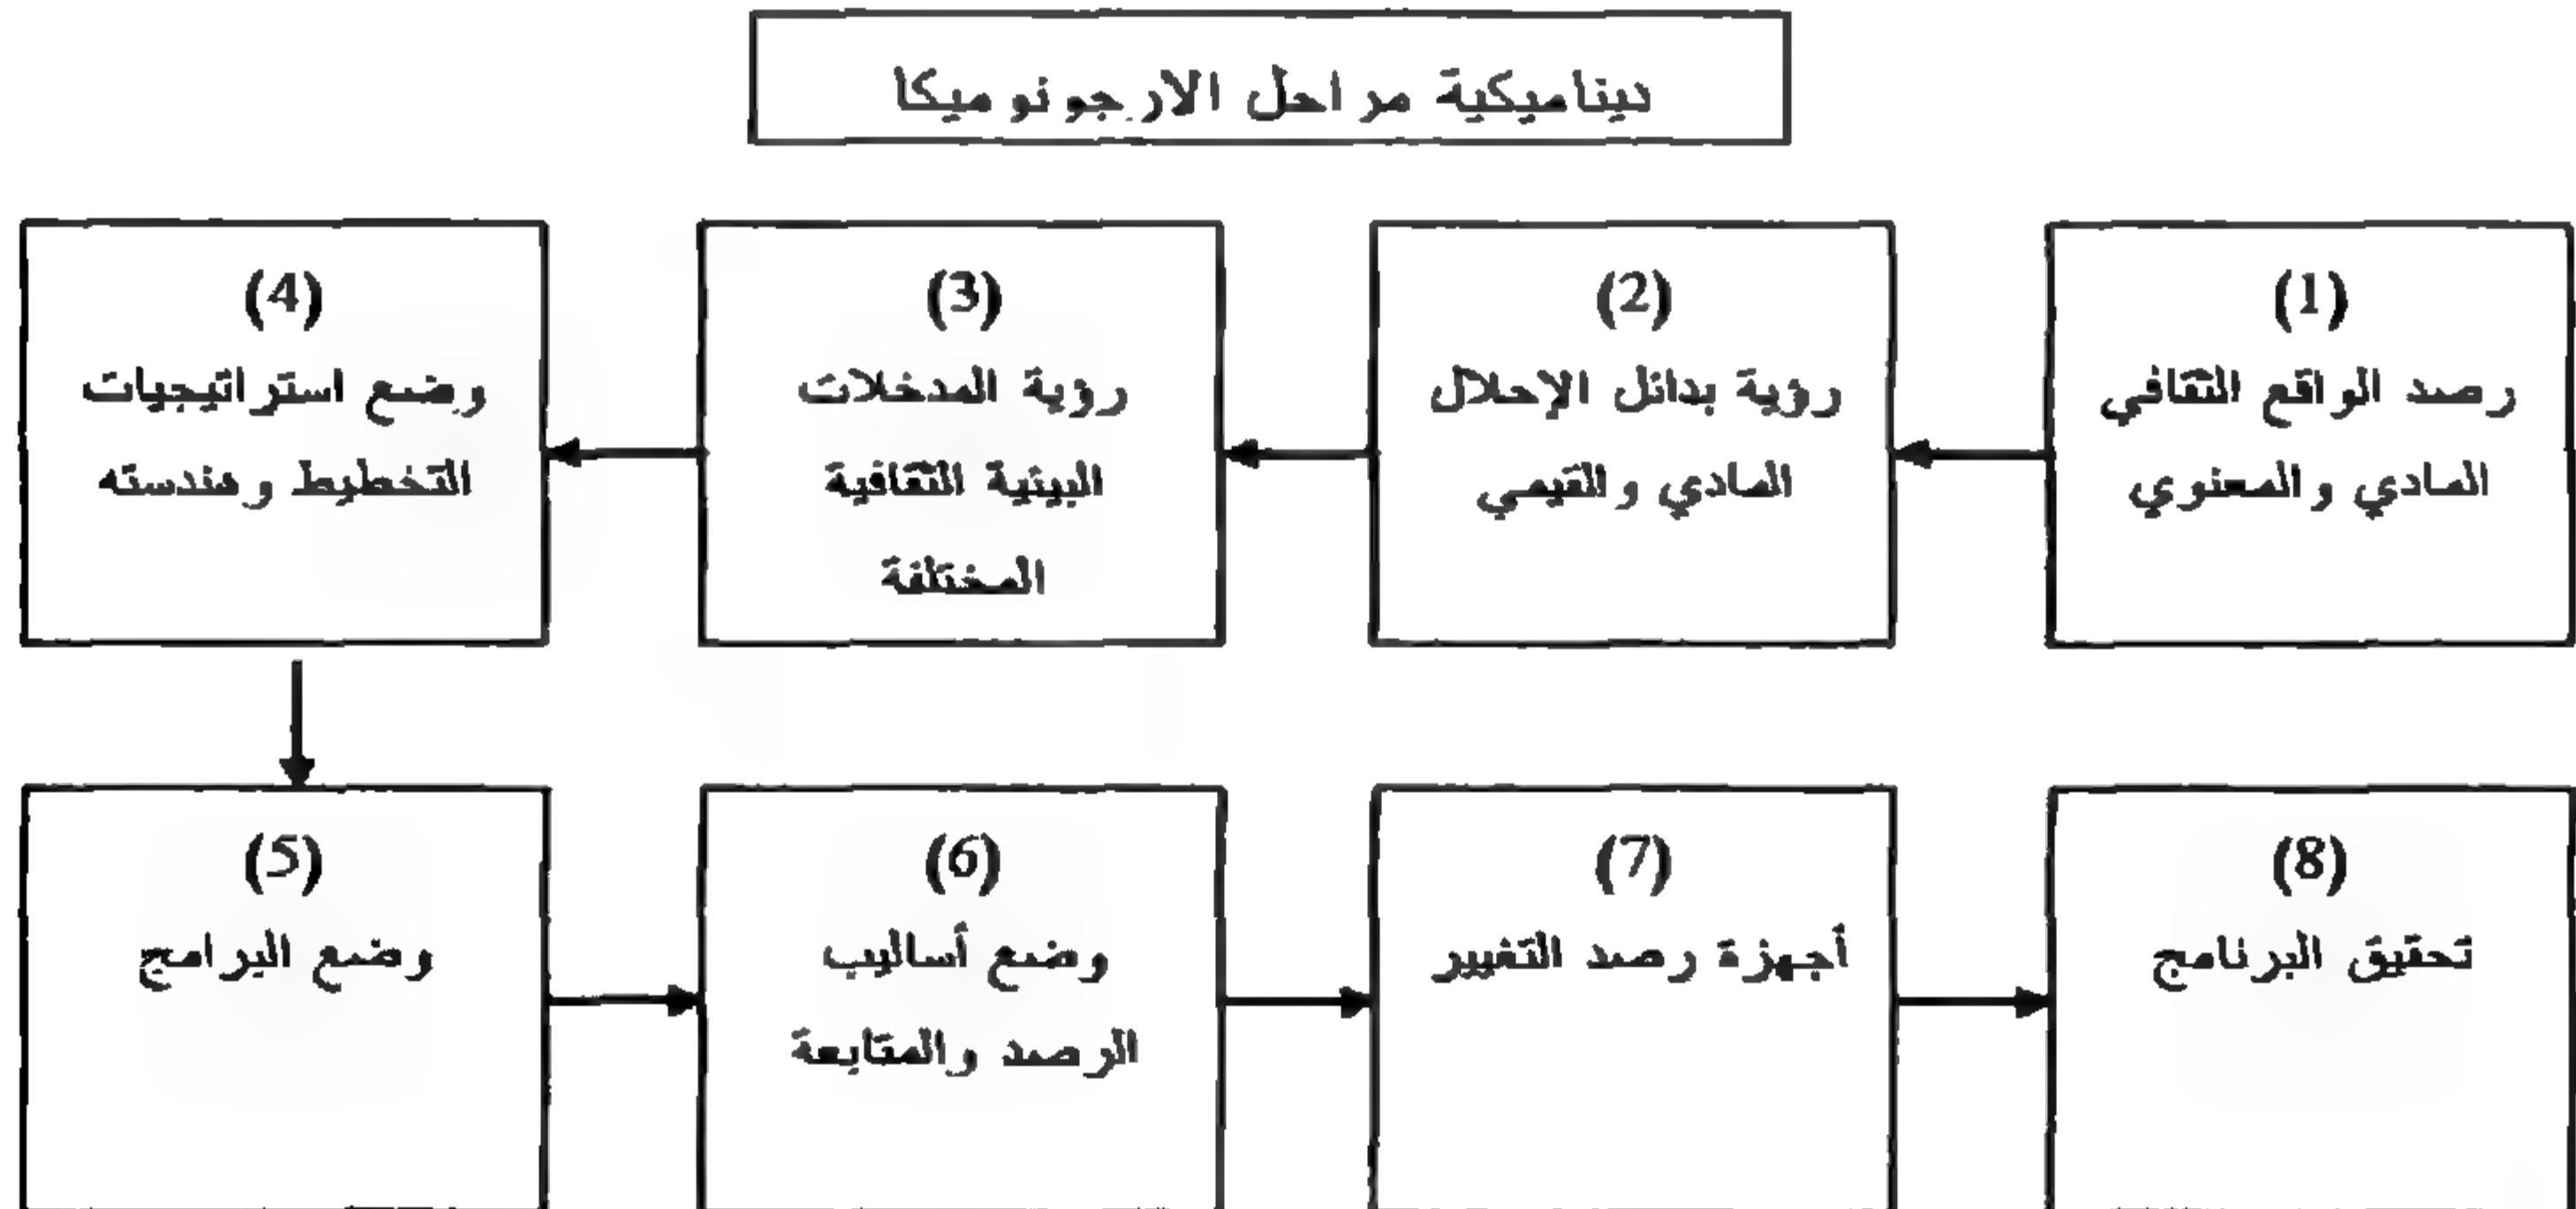 ديناميكية مراحل الارجونوميكا
(1)
رصد الواقع الثقافي
المادي والمعنوي
(2)
رؤية بدائل الإحلال
المادي والقيمي
(3)
رؤية المدخلات
البيئية الثقافية
المختلفة
(4)
وضع استراتيجيات
التخطيط وهندسته
(5)
وضع البرامج
(6)
وضع أساليب
الرصد والمتابعة
(7)
أجهزة رصد التغيير
(8)
تحقيق البرنامج